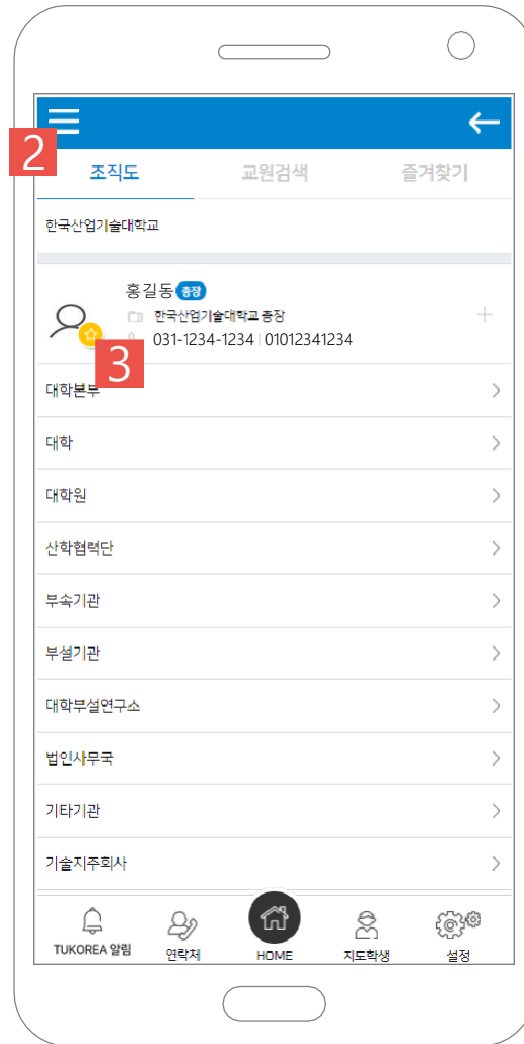 2
조직도 교원검색 즐겨찾기
한국산업기술대학교
홍길동 총장
한국산업기술대학교 총장
031-1234-1234 | 01012341234
3
대학본부
대학
대학원
산학협력단
부속기관
부설기관
대학부설연구소
법인사무국
기타기관
기술지주회사
TUKOREA 알림 연락처 HOME 지도학생 설정